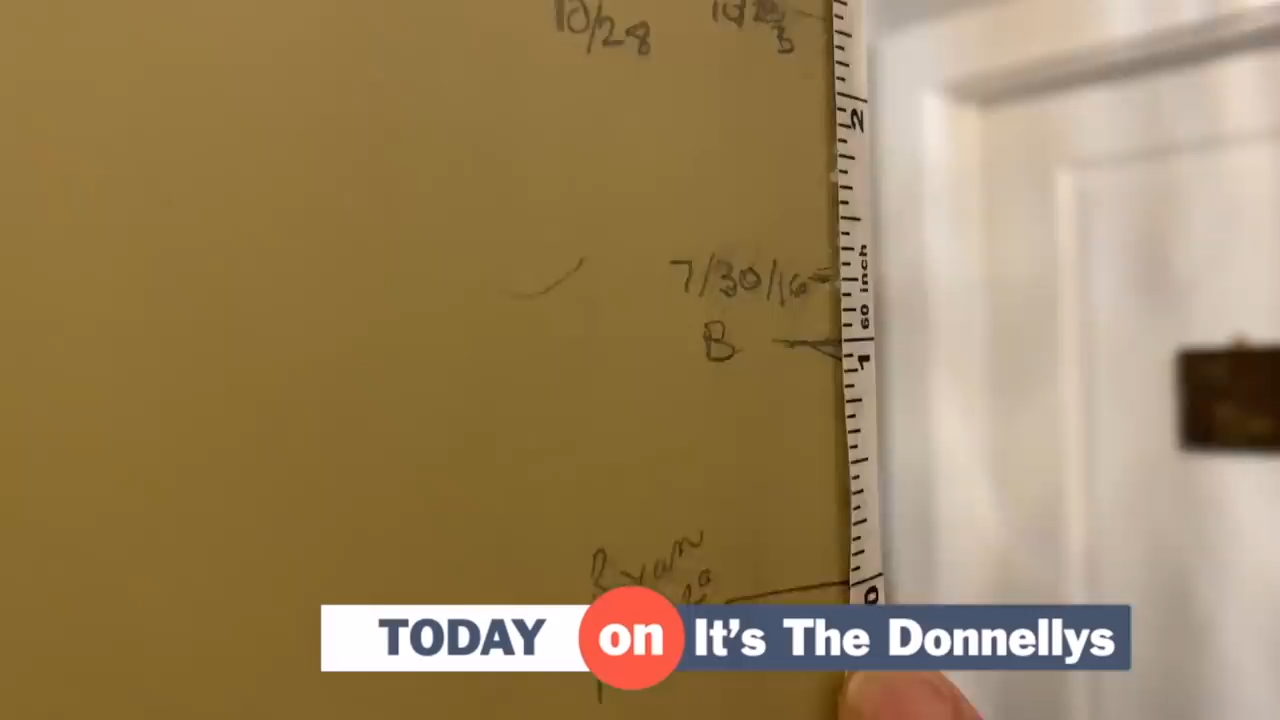 10/28
2
7/30/16
60 inch
B
1
Ryan
0
TODAY on It's The Donnellys